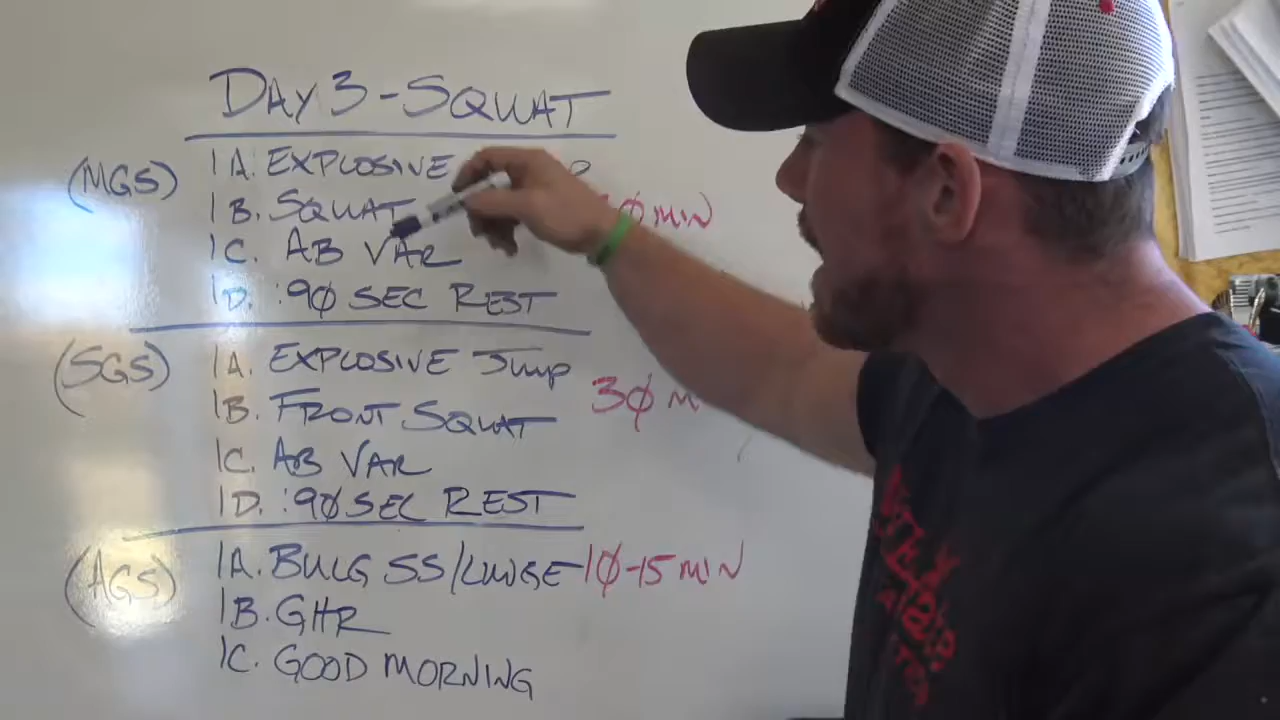 DAY 3 - SQUAT
(MGS) 1A. EXPLOSIVE
1B. SQUAT MIN
1C. AB VAR
1D. :90 SEC REST
(SGS) 1A. EXPLOSIVE Jump
1B. FRONT SQUAT 30 M
1C. AB VAR
1D. :90 SEC REST
(AGS) 1A. BULG SS/LUNGE - 10-15 MIN
1B. GHR
1C. GOOD MORNING